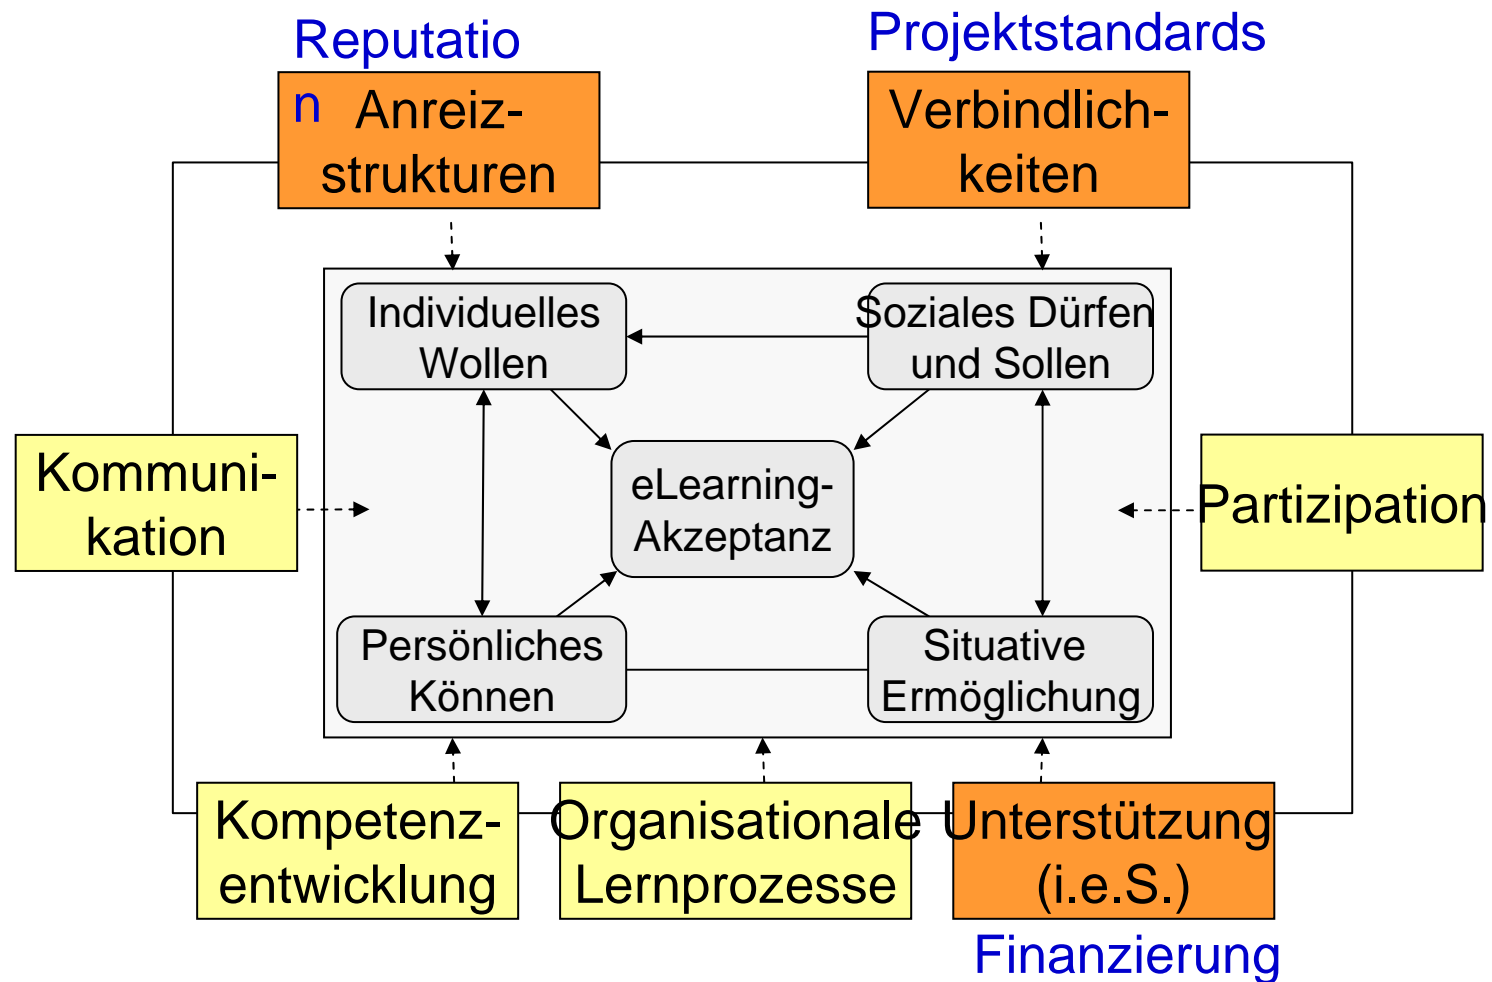 Reputatio
n
Projektstandards
Anreiz-
strukturen
Verbindlich-
keiten
Individuelles
Wollen
Soziales Dürfen
und Sollen
Kommuni-
kation
eLearning-
Akzeptanz
Partizipation
Persönliches
Können
Situative
Ermöglichung
Kompetenz-
entwicklung
Organisationale
Lernprozesse
Unterstützung
(i.e.S.)
Finanzierung